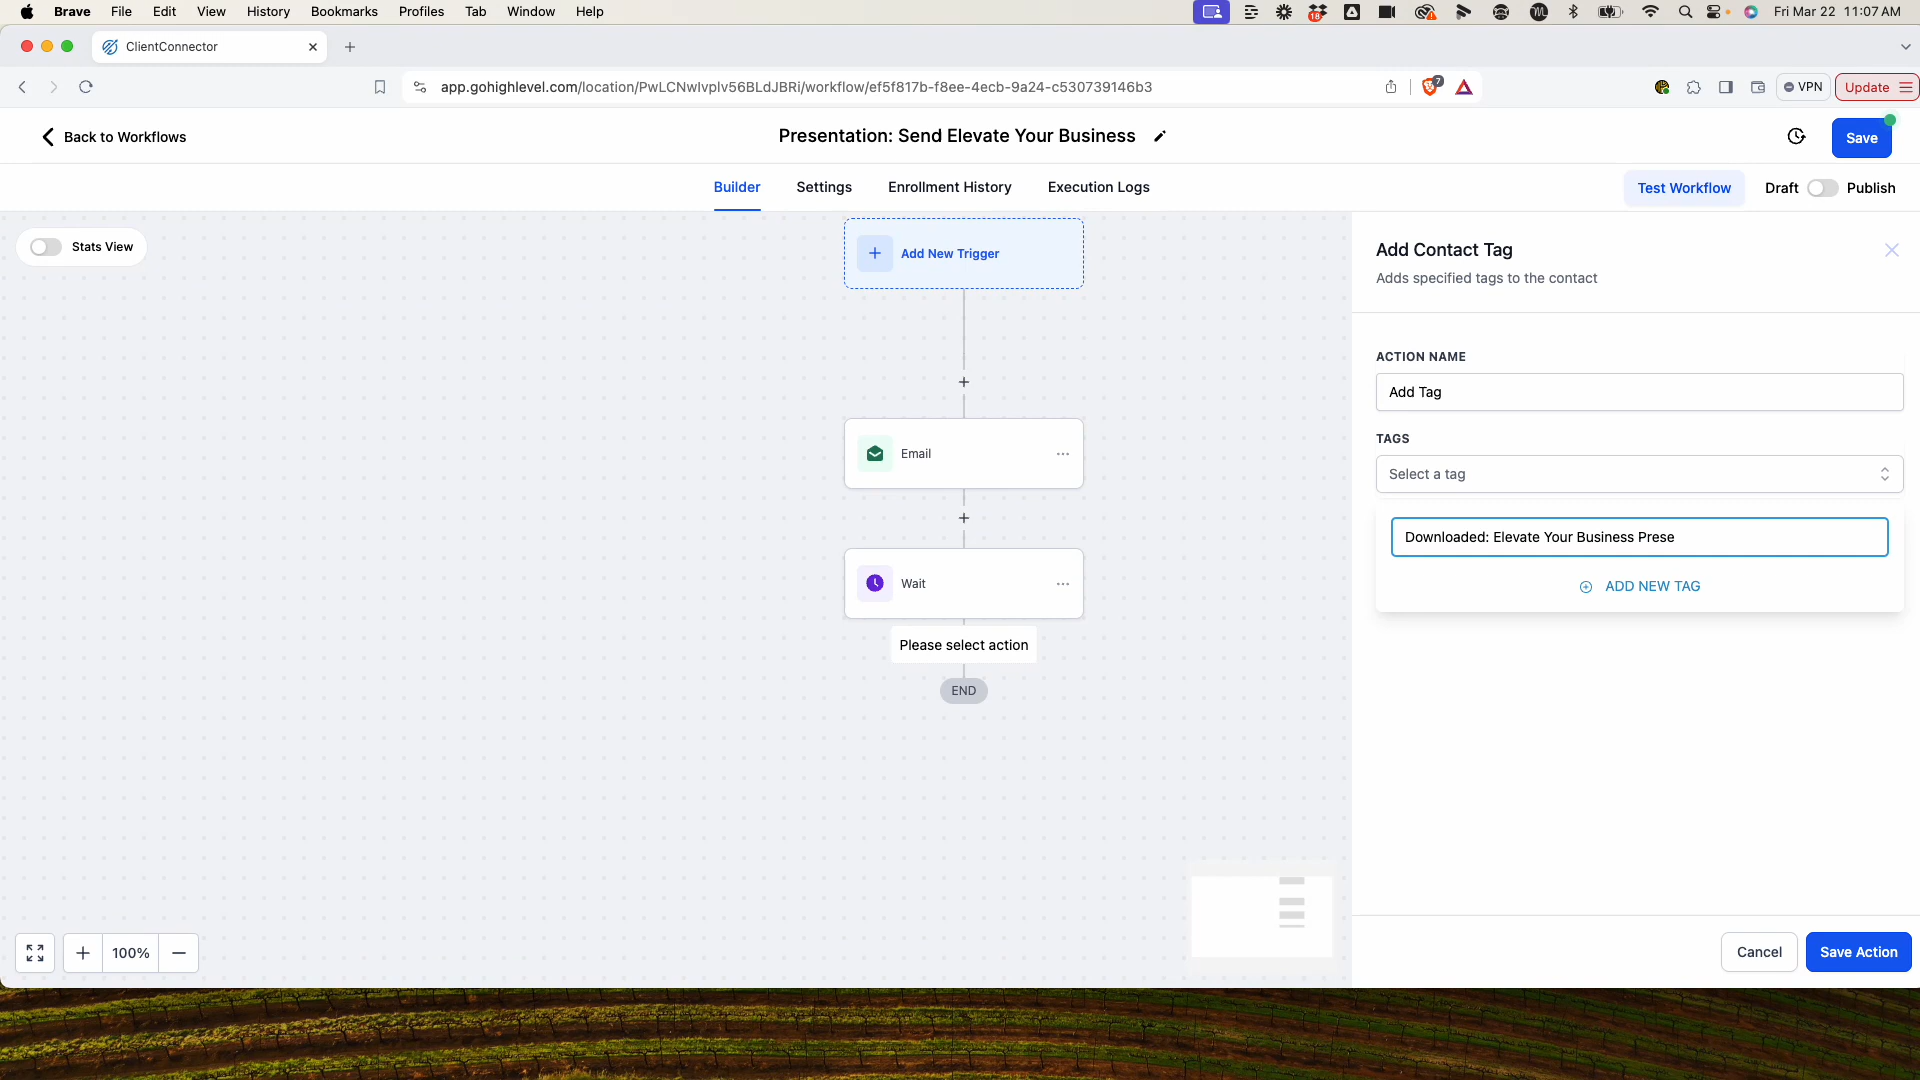 Brave File Edit View History Bookmarks Profiles Tab Window Help 18 Fri Mar 22 11:07 AM
ClientConnector
app.gohighlevel.com/location/PwLCNwlvplv56BLdJBRi/workflow/ef5f817b-f8ee-4ecb-9a24-c530739146b3 7 VPN Update
Back to Workflows Presentation: Send Elevate Your Business Save
Builder Settings Enrollment History Execution Logs Test Workflow Draft Publish
Stats View
Add New Trigger
Email
Wait
Please select action
END
100%
Add Contact Tag
Adds specified tags to the contact
ACTION NAME
Add Tag
TAGS
Select a tag
Downloaded: Elevate Your Business Prese
ADD NEW TAG
Cancel Save Action